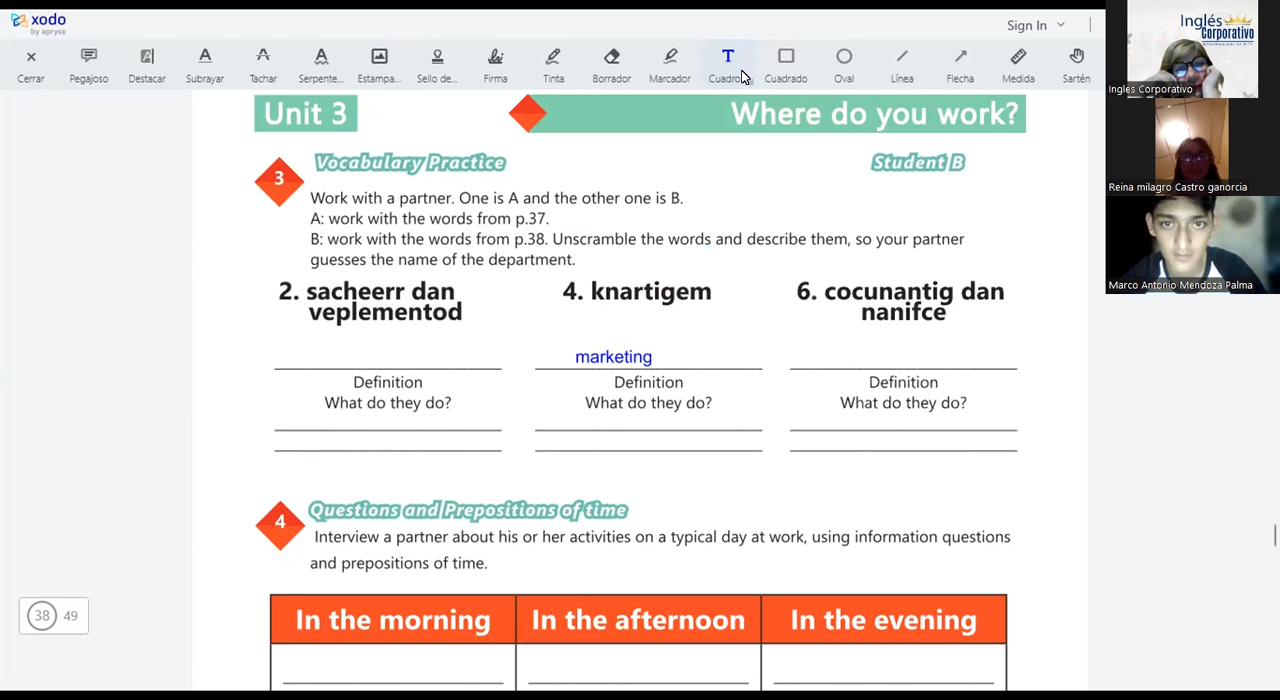 xodo
by apryse
Sign In
Cerrar
Pegajoso
Destacar
Subrayar
Tachar
Serpente...
Estampa...
Sello de...
Firma
Tinta
Borrador
Marcador
Cuadro
Cuadrado
Oval
Línea
Flecha
Medida
Sartén
Inglés
Corporativo
Inglés Corporativo
Reina milagro Castro ganorcia
Marco Antonio Mendoza Palma
Unit 3
Where do you work?
3
Vocabulary Practice
Student B
Work with a partner. One is A and the other one is B.
A: work with the words from p.37.
B: work with the words from p.38. Unscramble the words and describe them, so your partner
guesses the name of the department.
2. sacheerr dan
veplementod
4. knartigem
6. cocunantig dan
nanifce
marketing
Definition
What do they do?
Definition
What do they do?
Definition
What do they do?
4
Questions and Prepositions of time
Interview a partner about his or her activities on a typical day at work, using information questions
and prepositions of time.
In the morning
In the afternoon
In the evening
38
49